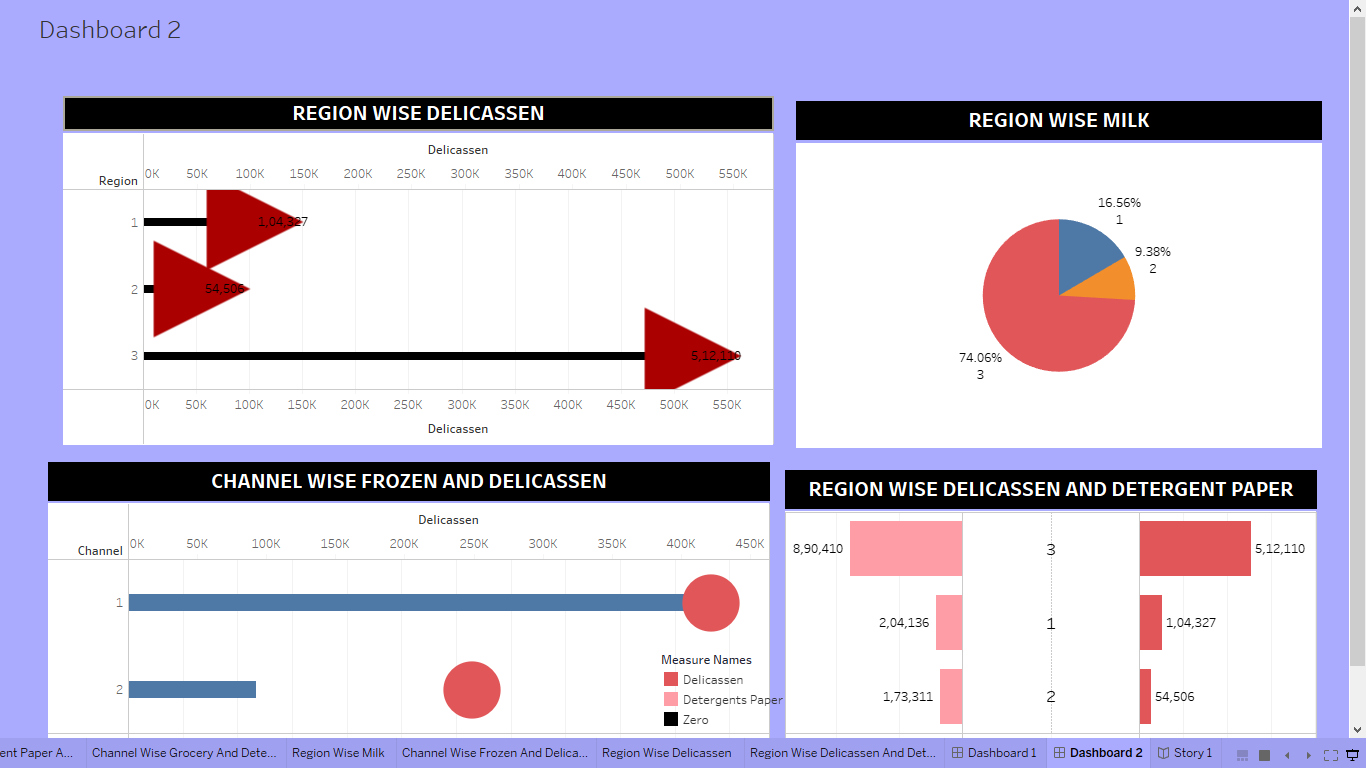 Dashboard 2
REGION WISE DELICASSEN
Delicassen
Region
0K 50K 100K 150K 200K 250K 300K 350K 400K 450K 500K 550K
1
1,04,327
2
54,506
3
5,12,110
0K 50K 100K 150K 200K 250K 300K 350K 400K 450K 500K 550K
Delicassen
REGION WISE MILK
16.56%
1
9.38%
2
74.06%
3
CHANNEL WISE FROZEN AND DELICASSEN
Delicassen
Channel
0K 50K 100K 150K 200K 250K 300K 350K 400K 450K
1
2
Measure Names
Delicassen
Detergents Paper
Zero
REGION WISE DELICASSEN AND DETERGENT PAPER
8,90,410 3 5,12,110
2,04,136 1 1,04,327
1,73,311 2 54,506
ent Paper A... Channel Wise Grocery And Dete... Region Wise Milk Channel Wise Frozen And Delica... Region Wise Delicassen Region Wise Delicassen And Det... Dashboard 1 Dashboard 2 Story 1